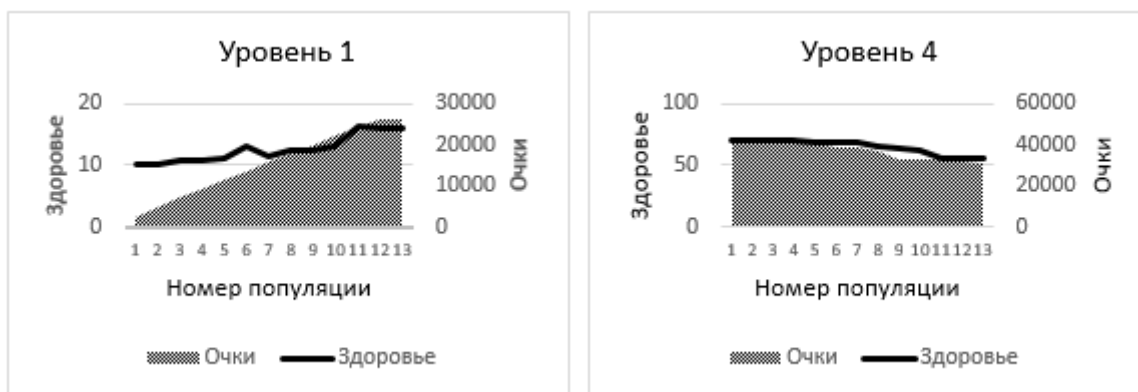 Уровень 1
Здоровье
20
10
0
30000
20000
10000
0
Очки
1 2 3 4 5 6 7 8 9 10 11 12 13
Номер популяции
Очки Здоровье
Уровень 4
Здоровье
100
50
0
60000
40000
20000
0
Очки
1 2 3 4 5 6 7 8 9 10 11 12 13
Номер популяции
Очки Здоровье